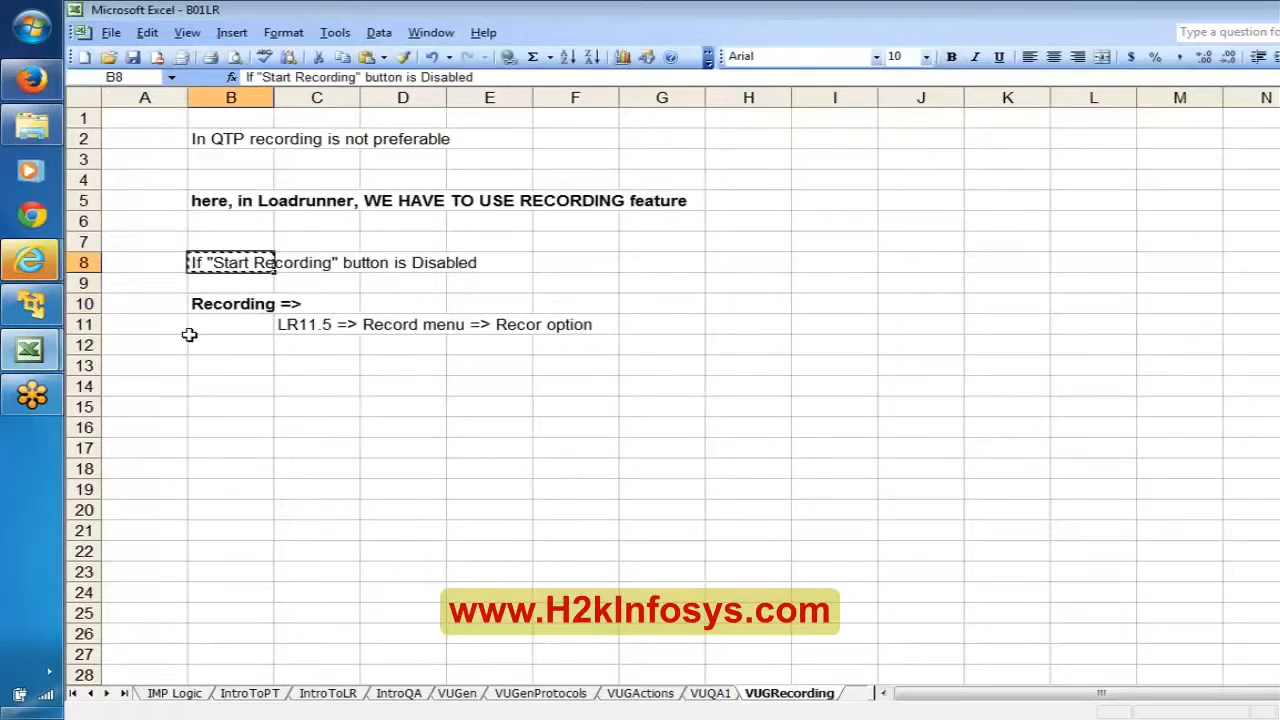 Microsoft Excel - B01LR
File Edit View Insert Format Tools Data Window Help
Type a question fo
Arial 10 B I U $ %
B8 fx If "Start Recording" button is Disabled
A B C D E F G H I J K L M N
1
2 In QTP recording is not preferable
3
4
5 here, in Loadrunner, WE HAVE TO USE RECORDING feature
6
7
8 If "Start Recording" button is Disabled
9
10 Recording =>
11 LR11.5 => Record menu => Recor option
12
13
14
15
16
17
18
19
20
21
22
23
24
25
26
27
28
www.H2kInfosys.com
IMP Logic IntroToPT IntroToLR IntroQA VUGen VUGenProtocols VUGActions VUQA1 VUGRecording